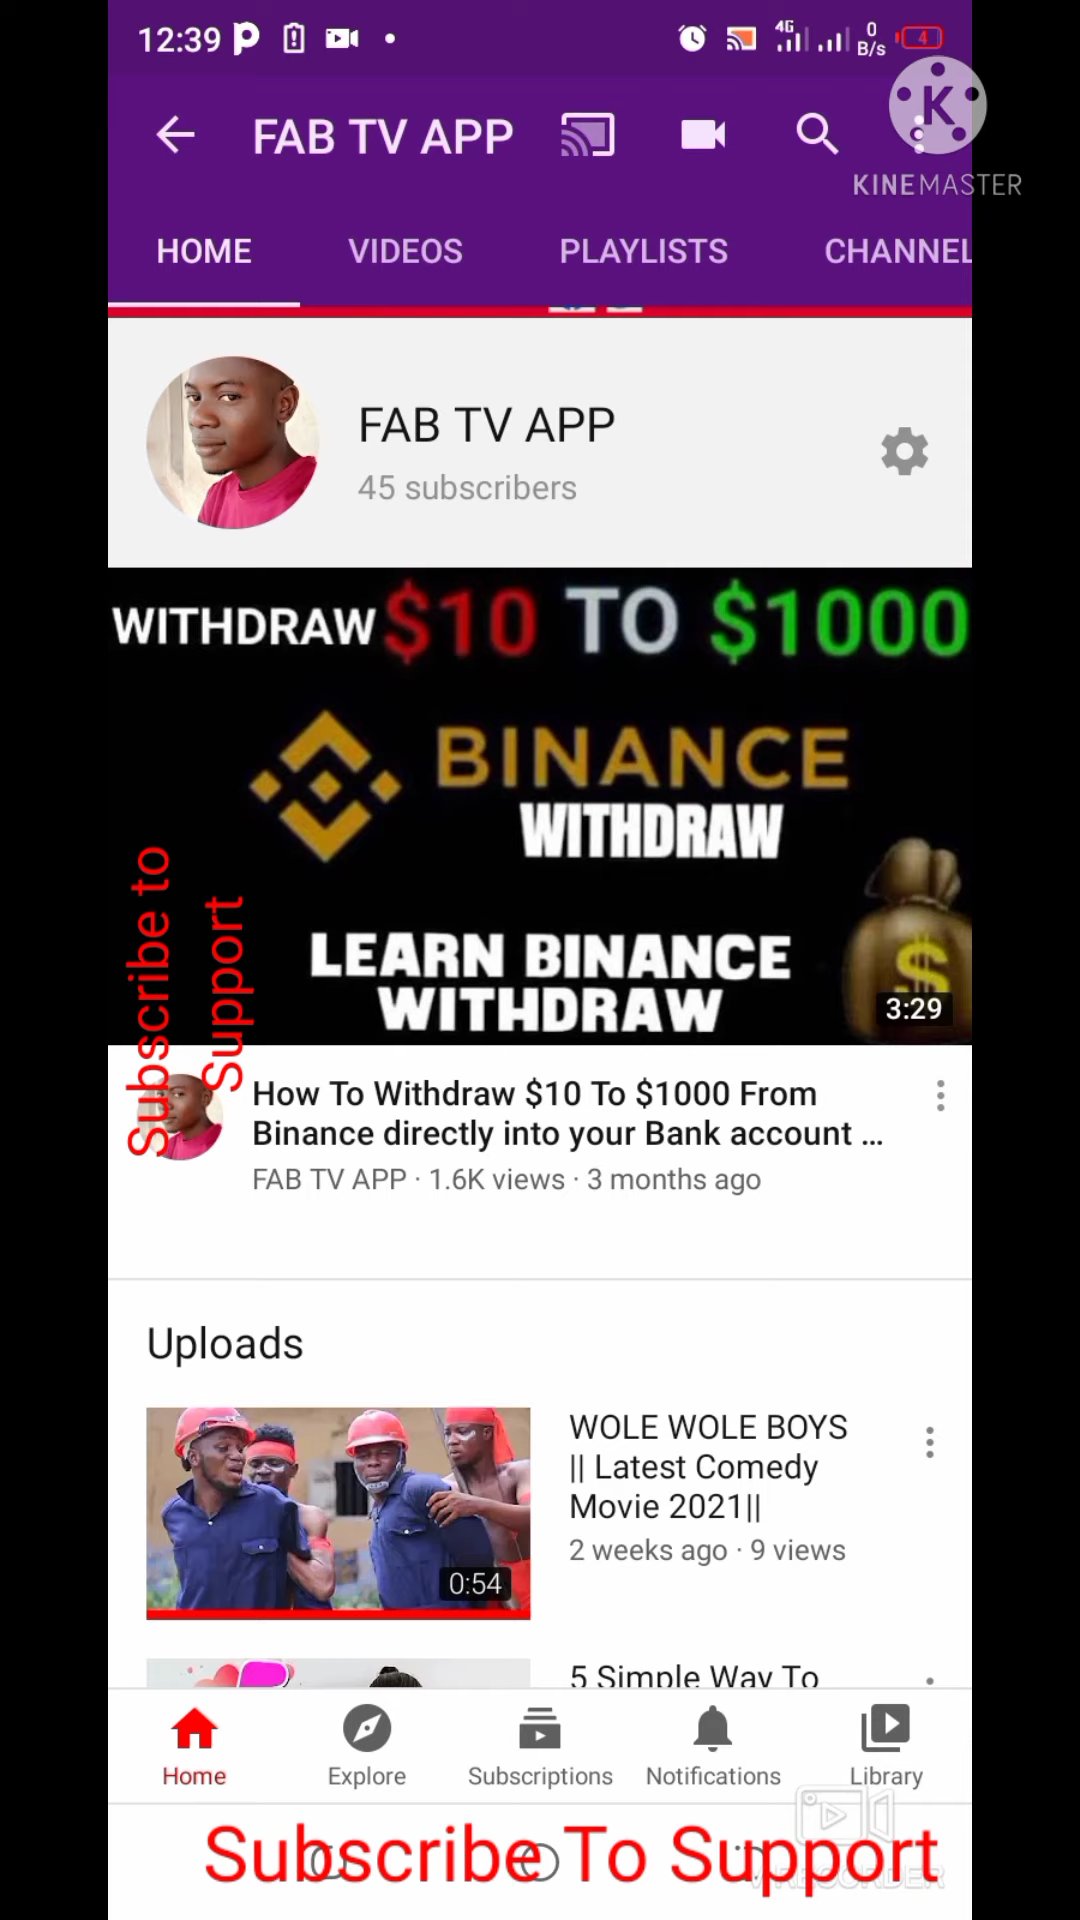 12:39
4G
0
B/s
4
FAB TV APP
K
KINEMASTER
HOME VIDEOS PLAYLISTS CHANNEL
FAB TV APP
45 subscribers
WITHDRAW $10 TO $1000
BINANCE
WITHDRAW
LEARN BINANCE
WITHDRAW
$
3:29
Subscribe to
Support
How To Withdraw $10 To $1000 From
Binance directly into your Bank account ...
FAB TV APP · 1.6K views · 3 months ago
Uploads
WOLE WOLE BOYS
|| Latest Comedy
Movie 2021||
2 weeks ago · 9 views
0:54
5 Simple Way To
Home Explore Subscriptions Notifications Library
Subscribe To Support